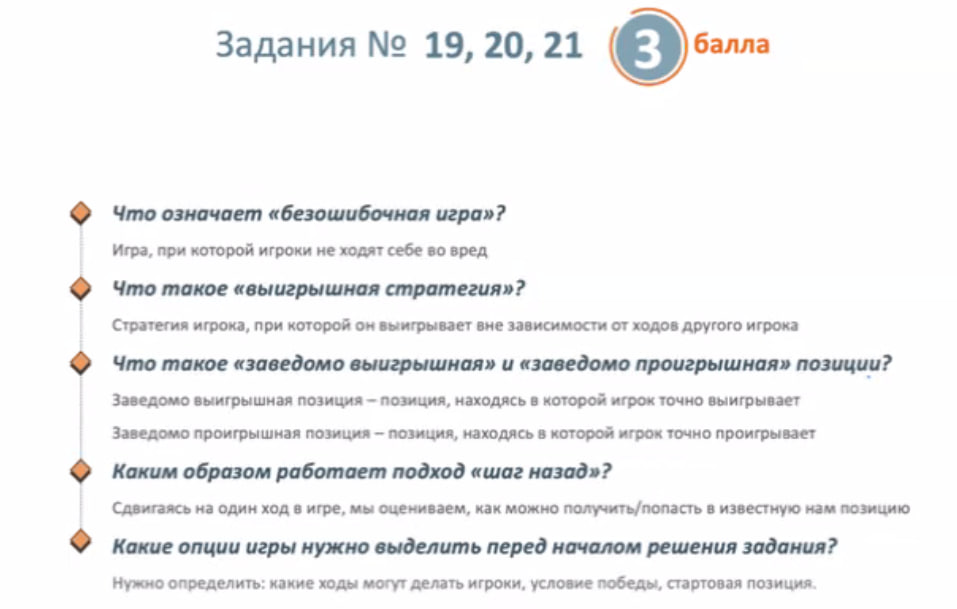 Задания № 19, 20, 21 3 балла
Что означает «безошибочная игра»?
Игра, при которой игроки не ходят себе во вред
Что такое «выигрышная стратегия»?
Стратегия игрока, при которой он выигрывает вне зависимости от ходов другого игрока
Что такое «заведомо выигрышная» и «заведомо проигрышная» позиции?
Заведомо выигрышная позиция – позиция, находясь в которой игрок точно выигрывает
Заведомо проигрышная позиция – позиция, находясь в которой игрок точно проигрывает
Каким образом работает подход «шаг назад»?
Сдвигаясь на один ход в игре, мы оцениваем, как можно получить/попасть в известную нам позицию
Какие опции игры нужно выделить перед началом решения задания?
Нужно определить: какие ходы могут делать игроки, условие победы, стартовая позиция.